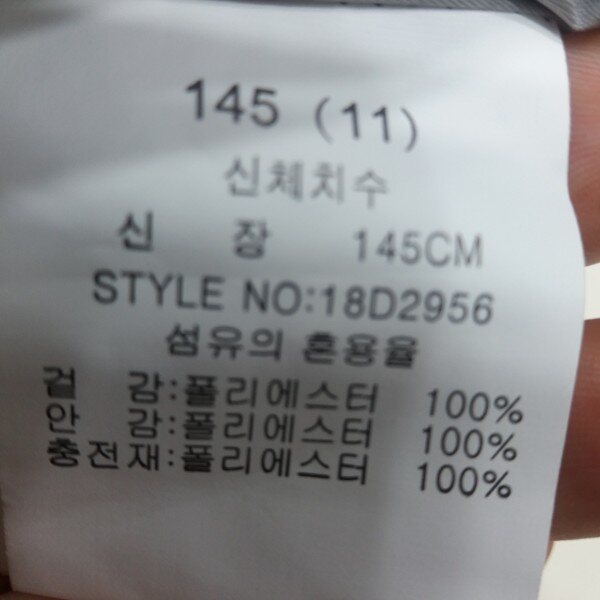 145 (11)
신체치수
신 장 145CM
STYLE NO:18D2956
섬유의 혼용율
겉 감:폴리에스터 100%
안 감:폴리에스터 100%
충전재:폴리에스터 100%